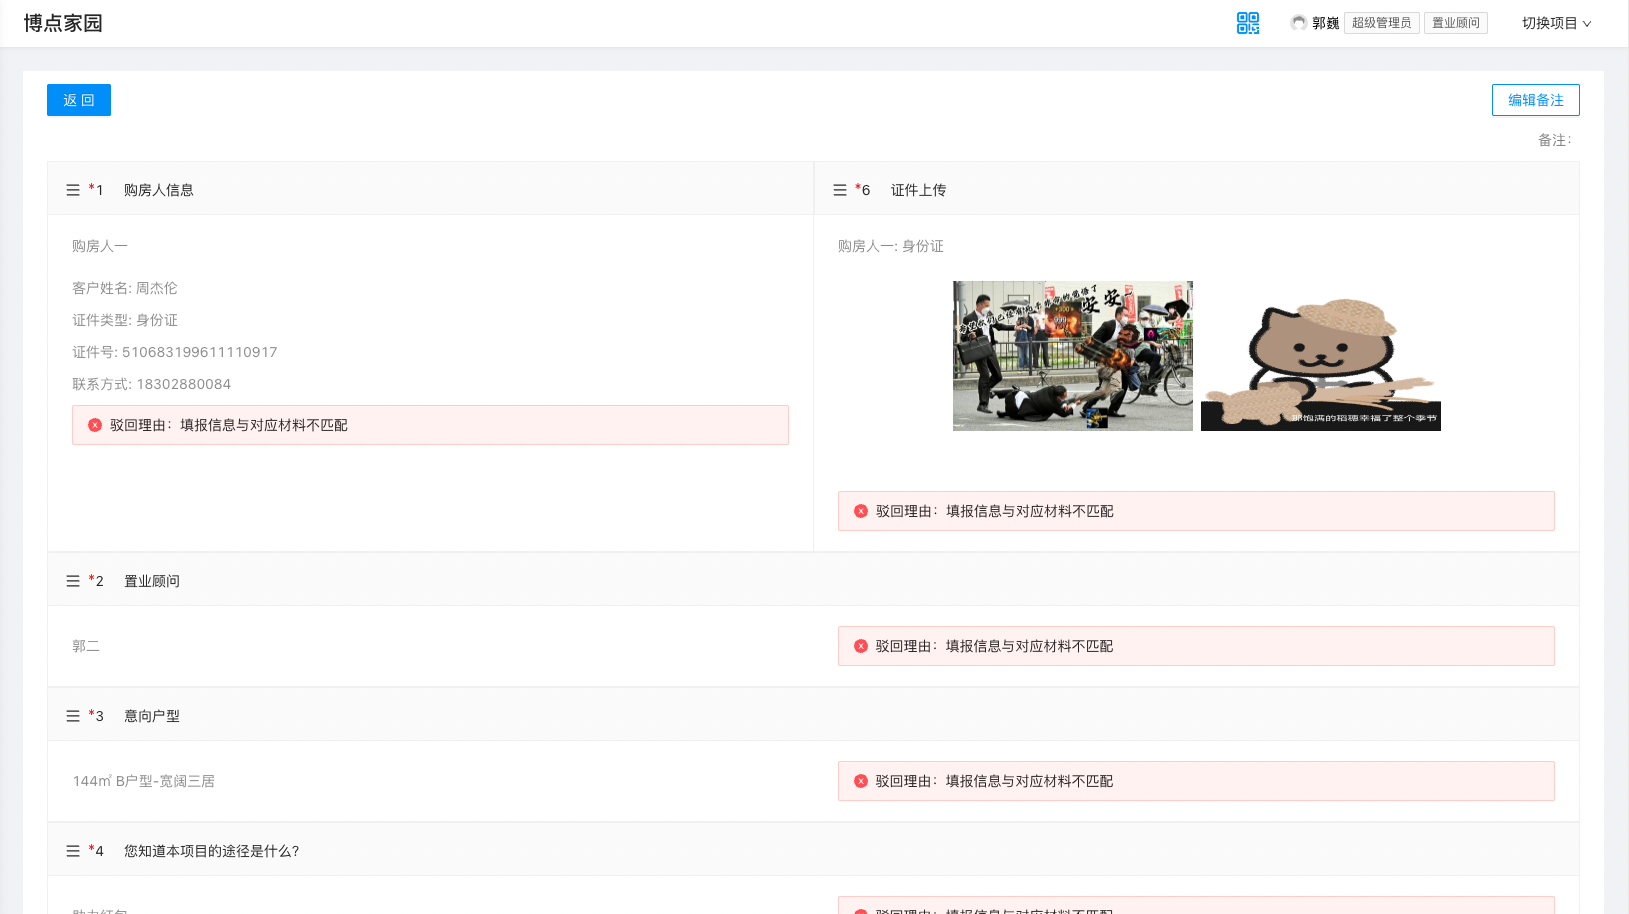 博点家园
郭巍 超级管理员 置业顾问 切换项目
返 回
编辑备注
备注：
*1 购房人信息
购房人一
客户姓名: 周杰伦
证件类型: 身份证
证件号: 510683199611110917
联系方式: 18302880084
驳回理由：填报信息与对应材料不匹配
*6 证件上传
购房人一: 身份证
那饱满的稻穗幸福了整个季节
驳回理由：填报信息与对应材料不匹配
*2 置业顾问
郭二
驳回理由：填报信息与对应材料不匹配
*3 意向户型
144㎡ B户型-宽阔三居
驳回理由：填报信息与对应材料不匹配
*4 您知道本项目的途径是什么?
助力红包
驳回理由：填报信息与对应材料不匹配